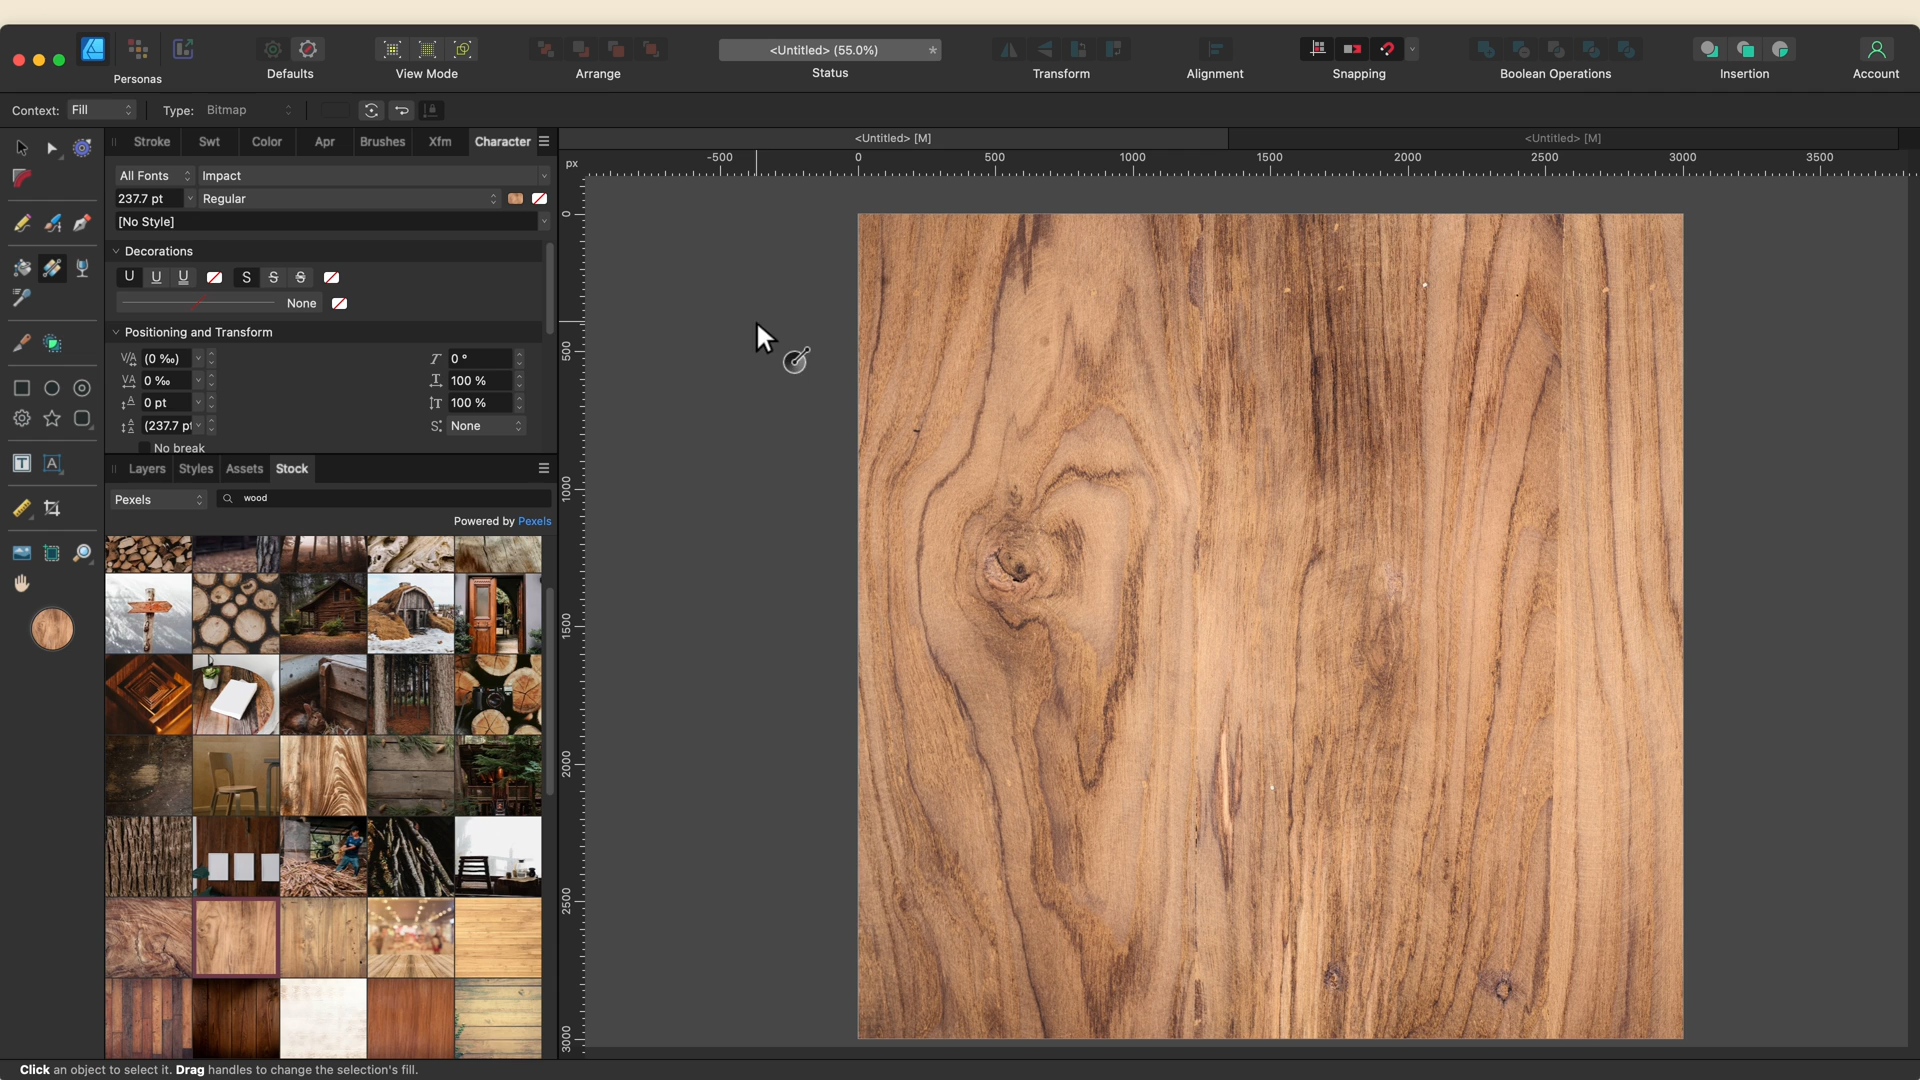 Personas
Defaults
View Mode
Arrange
<Untitled> (55.0%)
*
Status
Transform
Alignment
Snapping
Boolean Operations
Insertion
Account
Context: Fill
Type: Bitmap
Stroke Swt Color Apr Brushes Xfm Character
<Untitled> [M]
<Untitled> [M]
All Fonts
Impact
237.7 pt
Regular
[No Style]
Decorations
U U U S S S
None
Positioning and Transform
V/A (0 ‰)
0 °
VA 0 ‰
100 %
0 pt
100 %
(237.7 pt
None
No break
Layers Styles Assets Stock
Pexels
wood
Powered by Pexels
px
-500 0 500 1000 1500 2000 2500 3000 3500
0
500
1000
1500
2000
2500
3000
Click an object to select it. Drag handles to change the selection's fill.